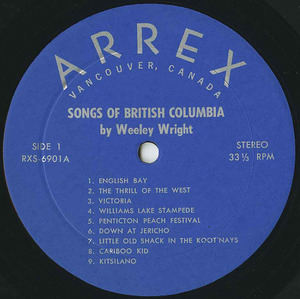 ARREX
VANCOUVER, CANADA
SONGS OF BRITISH COLUMBIA
by Weeley Wright
SIDE 1
STEREO
RXS-6901A
33 ⅓ RPM
1. ENGLISH BAY
2. THE THRILL OF THE WEST
3. VICTORIA
4. WILLIAMS LAKE STAMPEDE
5. PENTICTON PEACH FESTIVAL
6. DOWN AT JERICHO
7. LITTLE OLD SHACK IN THE KOOT'NAYS
8. CARIBOO KID
9. KITSILANO